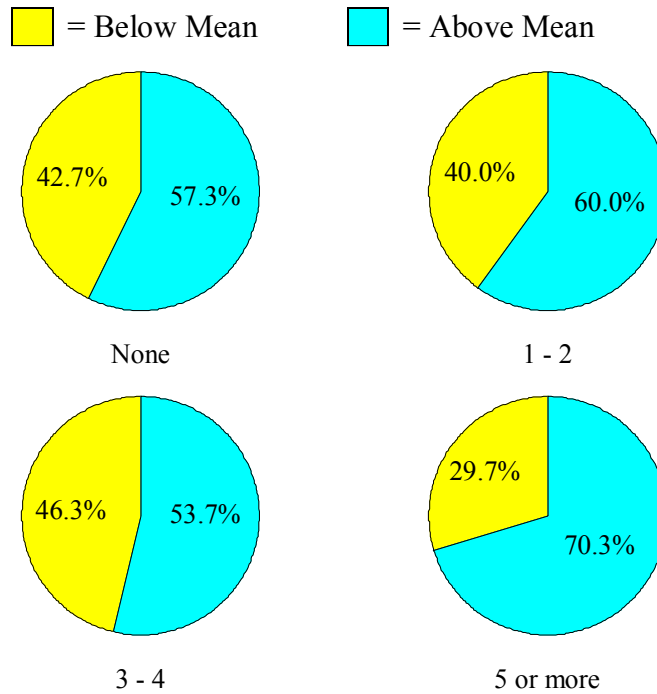 = Below Mean
= Above Mean
42.7%
57.3%
40.0%
60.0%
None
1 - 2
46.3%
53.7%
29.7%
70.3%
3 - 4
5 or more